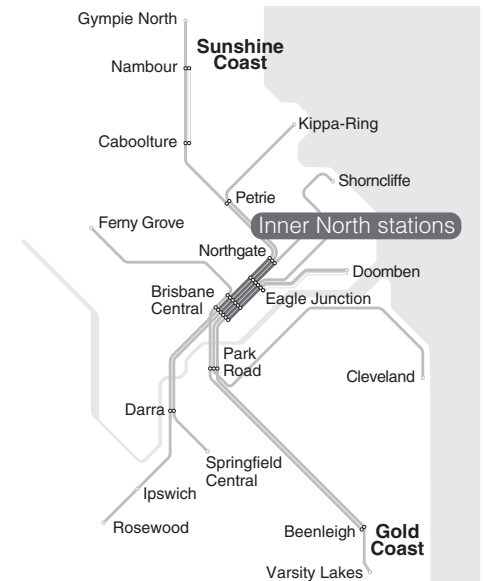 Gympie North
Sunshine
Coast
Nambour
Caboolture
Kippa-Ring
Shorncliffe
Petrie
Ferny Grove
Inner North stations
Northgate
Doomben
Brisbane
Central
Eagle Junction
Park
Road
Cleveland
Darra
Springfield
Central
Ipswich
Rosewood
Beenleigh
Gold
Coast
Varsity Lakes